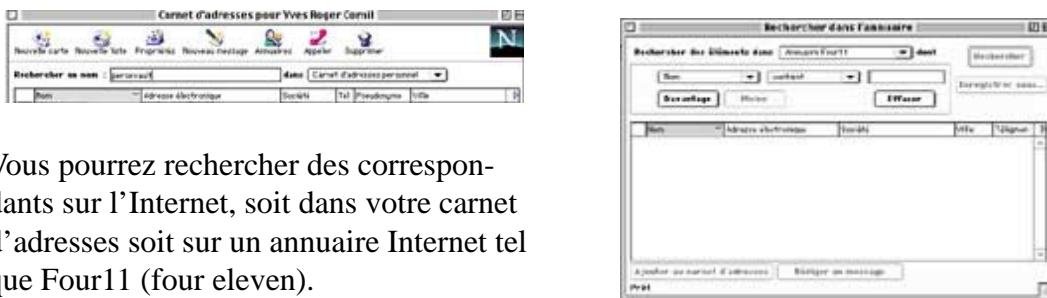 Carnet d'adresses pour Yves Roger Cornil
N
Nouvelle carte Nouvelle liste Propriétés Nouveau message Annuaires Appeler Supprimer
Rechercher un nom : dans Carnet d'adresses personnel
Nom Adresse électronique Société Tél Pseudonyme Ville
Vous pourrez rechercher des correspon-
dants sur l’Internet, soit dans votre carnet
d’adresses soit sur un annuaire Internet tel
que Four11 (four eleven).
Rechercher dans l'annuaire
Rechercher des éléments dans Annuaire Four11 dont
Rechercher
Nom contient
Enregistrer sous...
Davantage Moins Effacer
Nom Adresse électronique Société Ville
Ajouter au carnet d'adresses Rédiger un message
Prêt